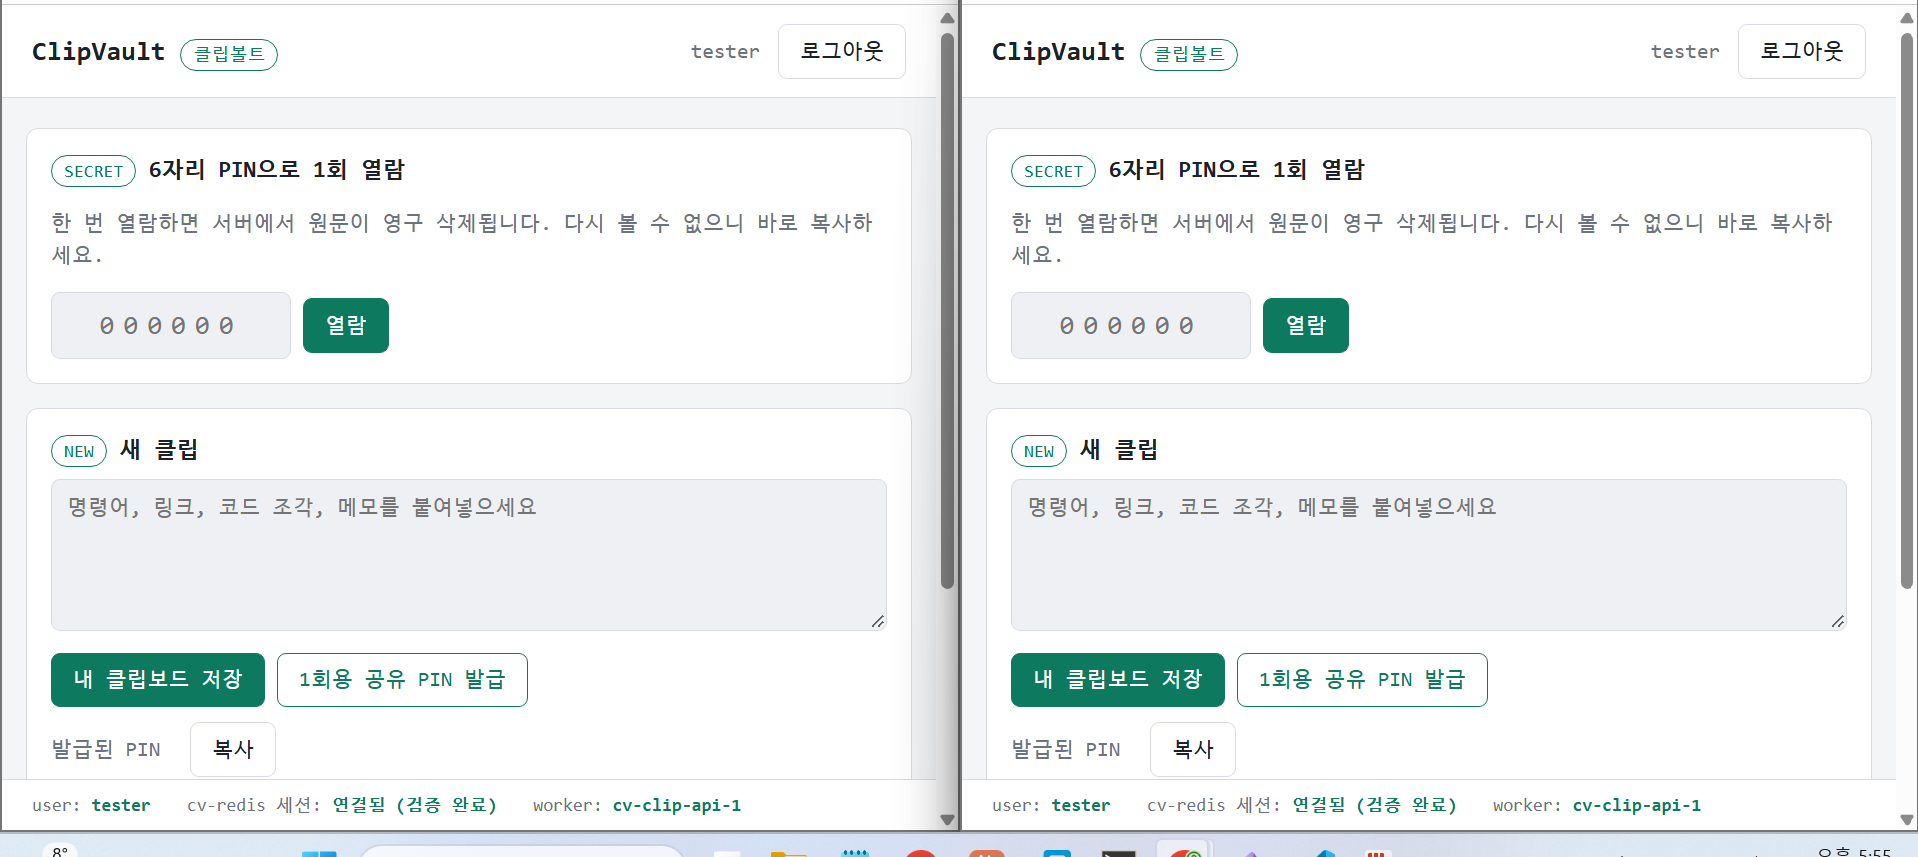 ClipVault 클립볼트 tester 로그아웃
SECRET 6자리 PIN으로 1회 열람
한 번 열람하면 서버에서 원문이 영구 삭제됩니다. 다시 볼 수 없으니 바로 복사하
세요.
000000 열람
NEW 새 클립
명령어, 링크, 코드 조각, 메모를 붙여넣으세요
내 클립보드 저장 1회용 공유 PIN 발급
발급된 PIN 복사
user: tester cv-redis 세션: 연결됨 (검증 완료) worker: cv-clip-api-1
ClipVault 클립볼트 tester 로그아웃
SECRET 6자리 PIN으로 1회 열람
한 번 열람하면 서버에서 원문이 영구 삭제됩니다. 다시 볼 수 없으니 바로 복사하
세요.
000000 열람
NEW 새 클립
명령어, 링크, 코드 조각, 메모를 붙여넣으세요
내 클립보드 저장 1회용 공유 PIN 발급
발급된 PIN 복사
user: tester cv-redis 세션: 연결됨 (검증 완료) worker: cv-clip-api-1
8° 오후 5:55